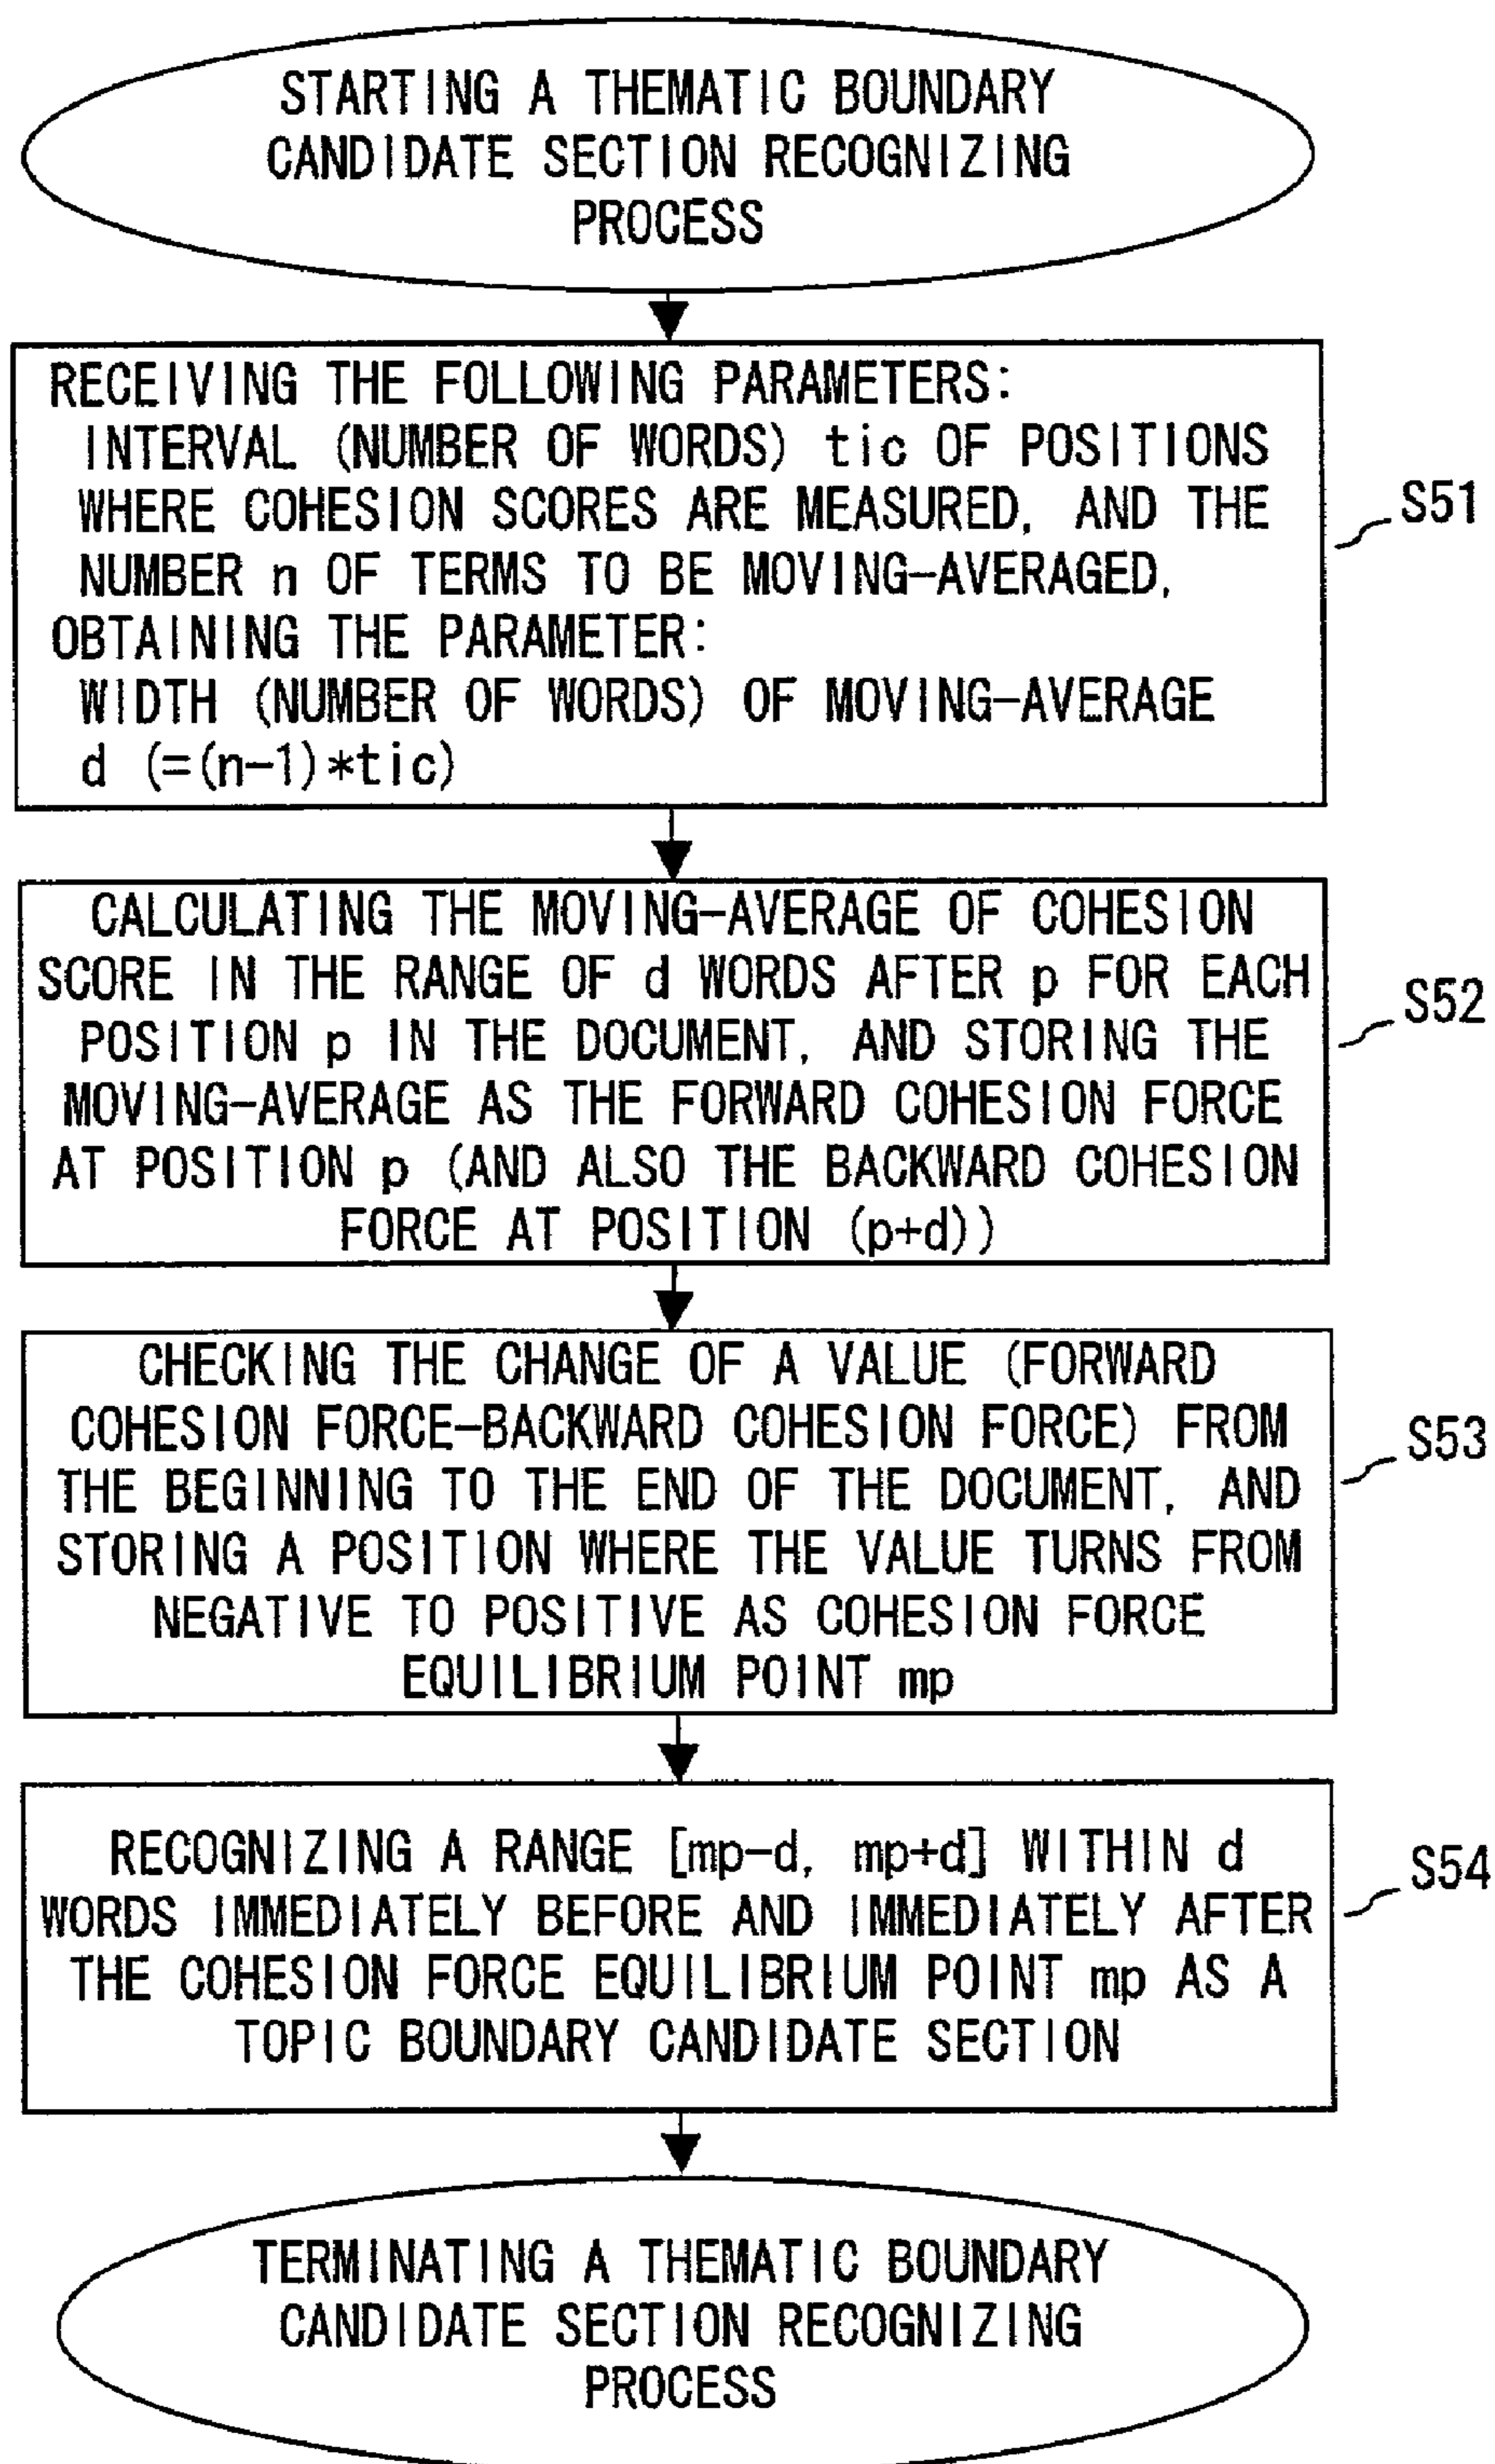 STARTING A THEMATIC BOUNDARY
CANDIDATE SECTION RECOGNIZING
PROCESS
RECEIVING THE FOLLOWING PARAMETERS:
INTERVAL (NUMBER OF WORDS) tic OF POSITIONS
WHERE COHESION SCORES ARE MEASURED, AND THE
NUMBER n OF TERMS TO BE MOVING-AVERAGED,
OBTAINING THE PARAMETER:
WIDTH (NUMBER OF WORDS) OF MOVING-AVERAGE
d (=(n-1)*tic)
S51
CALCULATING THE MOVING-AVERAGE OF COHESION
SCORE IN THE RANGE OF d WORDS AFTER p FOR EACH
POSITION p IN THE DOCUMENT, AND STORING THE
MOVING-AVERAGE AS THE FORWARD COHESION FORCE
AT POSITION p (AND ALSO THE BACKWARD COHESION
FORCE AT POSITION (p+d))
S52
CHECKING THE CHANGE OF A VALUE (FORWARD
COHESION FORCE-BACKWARD COHESION FORCE) FROM
THE BEGINNING TO THE END OF THE DOCUMENT, AND
STORING A POSITION WHERE THE VALUE TURNS FROM
NEGATIVE TO POSITIVE AS COHESION FORCE
EQUILIBRIUM POINT mp
S53
RECOGNIZING A RANGE [mp-d, mp+d] WITHIN d
WORDS IMMEDIATELY BEFORE AND IMMEDIATELY AFTER
THE COHESION FORCE EQUILIBRIUM POINT mp AS A
TOPIC BOUNDARY CANDIDATE SECTION
S54
TERMINATING A THEMATIC BOUNDARY
CANDIDATE SECTION RECOGNIZING
PROCESS